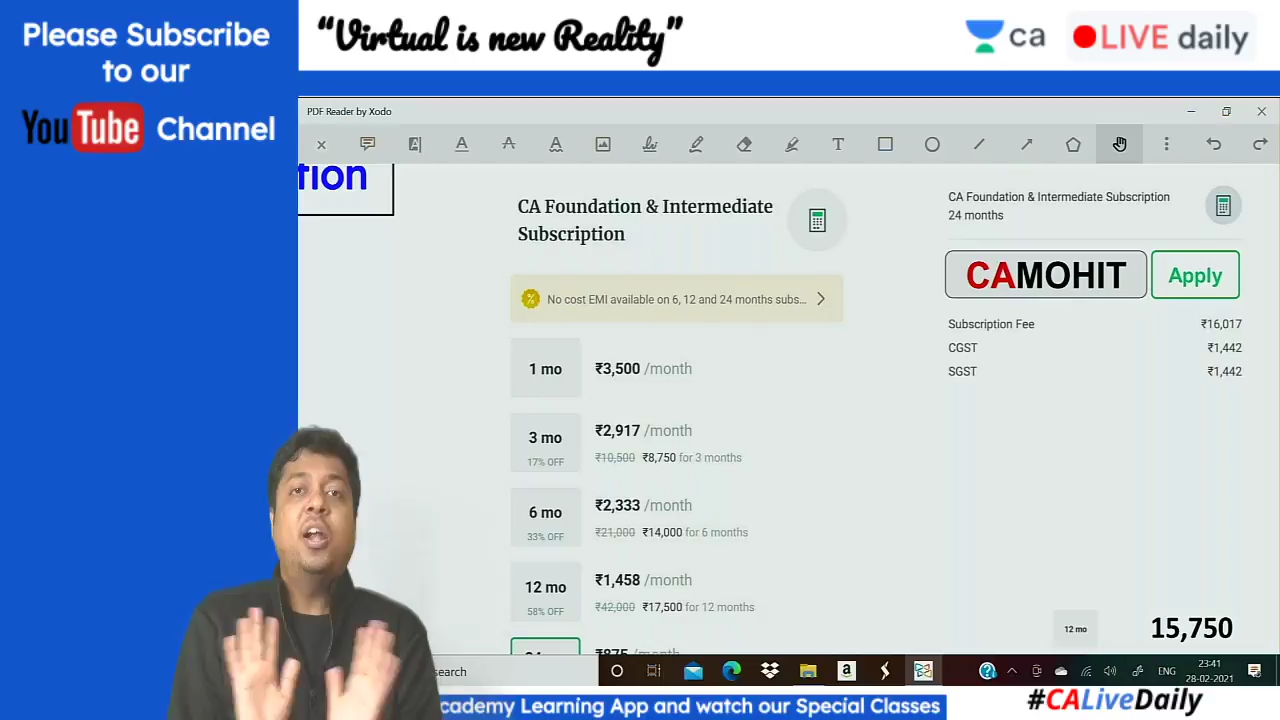 Please Subscribe
to our
YouTube Channel
“Virtual is new Reality”
ca
LIVE daily
PDF Reader by Xodo
T
tion
CA Foundation & Intermediate
Subscription
No cost EMI available on 6, 12 and 24 months subs...
1 mo
₹3,500 /month
3 mo
17% OFF
₹2,917 /month
₹10,500 ₹8,750 for 3 months
6 mo
33% OFF
₹2,333 /month
₹21,000 ₹14,000 for 6 months
12 mo
58% OFF
₹1,458 /month
₹42,000 ₹17,500 for 12 months
₹875 /month
CA Foundation & Intermediate Subscription
24 months
CAMOHIT
Apply
Subscription Fee ₹16,017
CGST ₹1,442
SGST ₹1,442
12 mo
15,750
search
a
ENG
23:41
28-02-2021
cademy Learning App and watch our Special Classes
#CALiveDaily